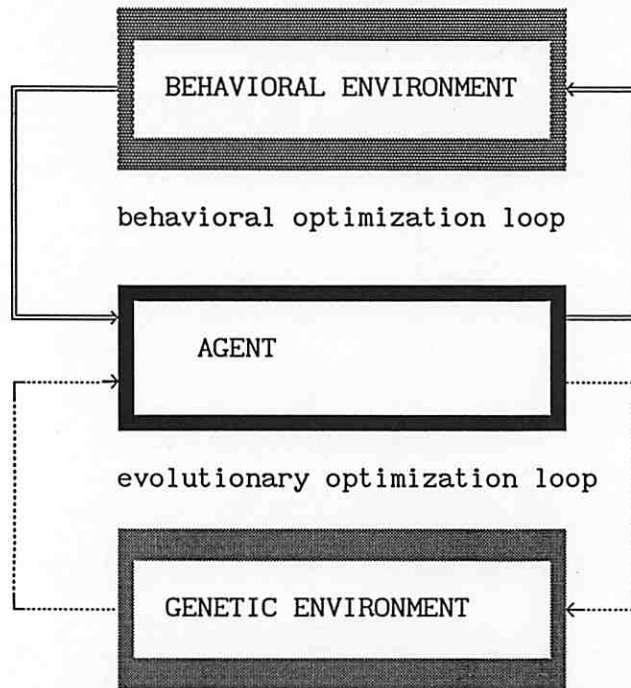 BEHAVIORAL ENVIRONMENT
behavioral optimization loop
AGENT
evolutionary optimization loop
GENETIC ENVIRONMENT